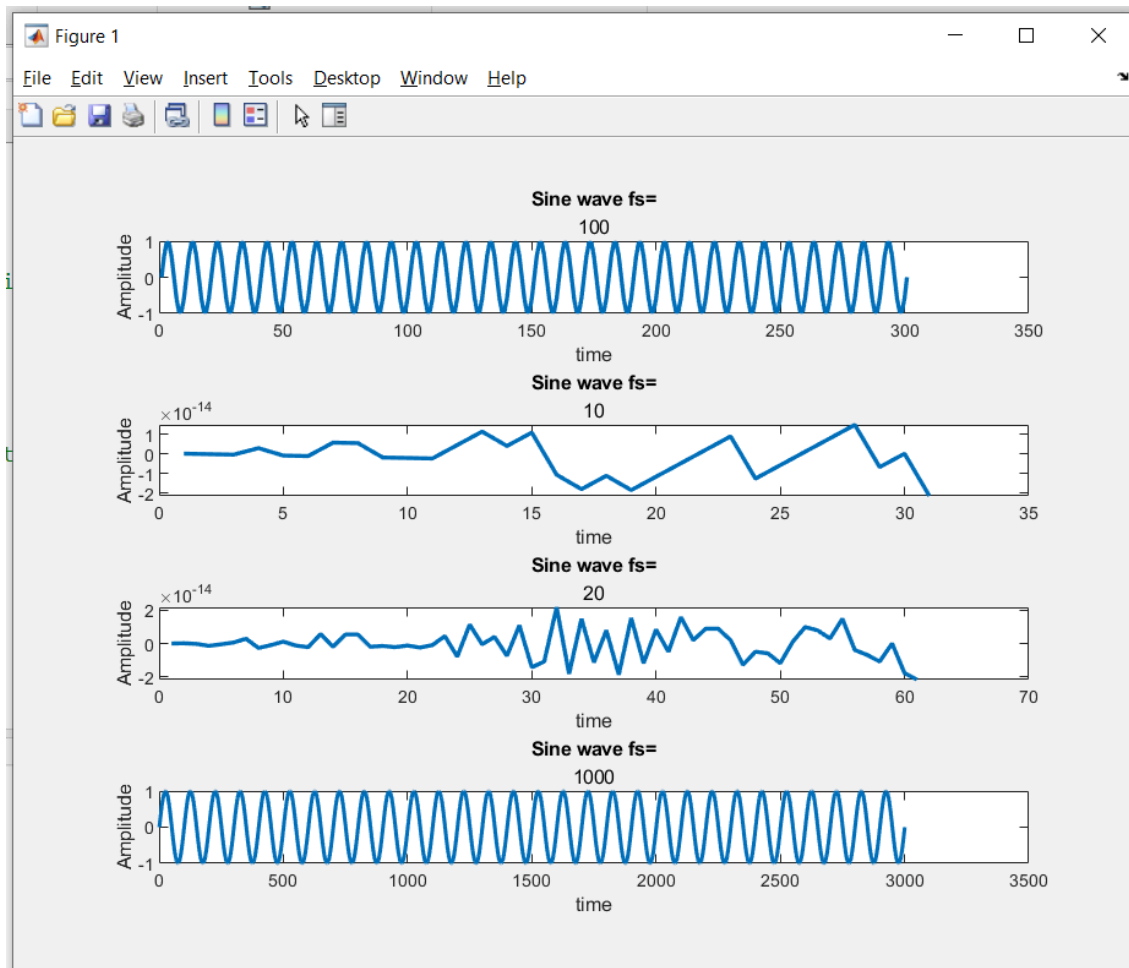 Figure 1
File Edit View Insert Tools Desktop Window Help
i
t
Sine wave fs=
100
Amplitude
1
0
-1
0 50 100 150 200 250 300 350
time
Sine wave fs=
10
×10-14
Amplitude
1
0
-1
-2
0 5 10 15 20 25 30 35
time
Sine wave fs=
20
×10-14
Amplitude
2
0
-2
0 10 20 30 40 50 60 70
time
Sine wave fs=
1000
Amplitude
1
0
-1
0 500 1000 1500 2000 2500 3000 3500
time